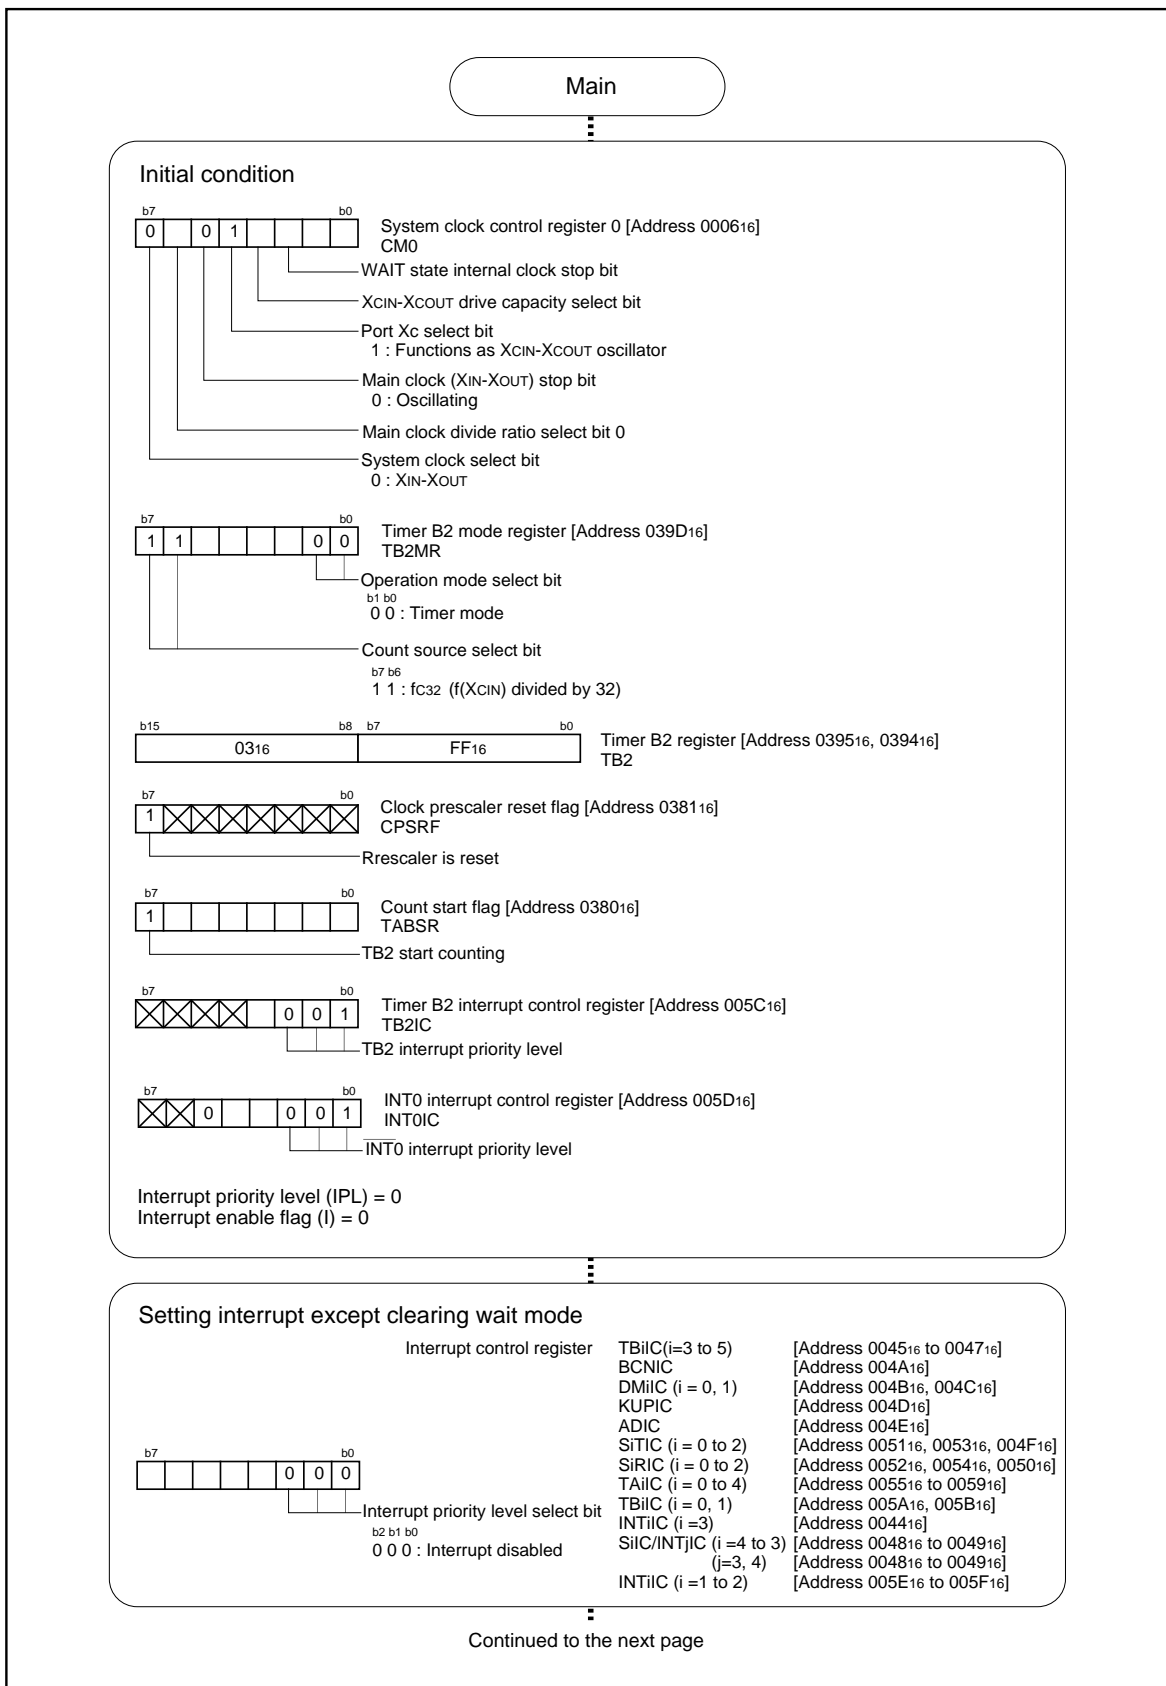 Main
Initial condition
b7 b0
0 0 1
System clock control register 0 [Address 000616]
CM0
WAIT state internal clock stop bit
XCIN-XCOUT drive capacity select bit
Port Xc select bit
1 : Functions as XCIN-XCOUT oscillator
Main clock (XIN-XOUT) stop bit
0 : Oscillating
Main clock divide ratio select bit 0
System clock select bit
0 : XIN-XOUT
b7 b0
1 1 0 0
Timer B2 mode register [Address 039D16]
TB2MR
Operation mode select bit
b1 b0
0 0 : Timer mode
Count source select bit
b7 b6
1 1 : fC32 (f(XCIN) divided by 32)
b15 b8 b7 b0
0316 FF16
Timer B2 register [Address 039516, 039416]
TB2
b7 b0
1
Clock prescaler reset flag [Address 038116]
CPSRF
Rrescaler is reset
b7 b0
1
Count start flag [Address 038016]
TABSR
TB2 start counting
b7 b0
0 0 1
Timer B2 interrupt control register [Address 005C16]
TB2IC
TB2 interrupt priority level
b7 b0
0 0 0 1
INT0 interrupt control register [Address 005D16]
INT0IC
INT0 interrupt priority level
Interrupt priority level (IPL) = 0
Interrupt enable flag (I) = 0
Setting interrupt except clearing wait mode
Interrupt control register TBiIC(i=3 to 5) [Address 004516 to 004716]
BCNIC [Address 004A16]
DMiIC (i = 0, 1) [Address 004B16, 004C16]
KUPIC [Address 004D16]
ADIC [Address 004E16]
SiTIC (i = 0 to 2) [Address 005116, 005316, 004F16]
SiRIC (i = 0 to 2) [Address 005216, 005416, 005016]
TAiIC (i = 0 to 4) [Address 005516 to 005916]
TBiIC (i = 0, 1) [Address 005A16, 005B16]
INTiIC (i =3) [Address 004416]
SiIC/INTjIC (i =4 to 3) [Address 004816 to 004916]
(j=3, 4) [Address 004816 to 004916]
INTiIC (i =1 to 2) [Address 005E16 to 005F16]
b7 b0
0 0 0
Interrupt priority level select bit
b2 b1 b0
0 0 0 : Interrupt disabled
Continued to the next page